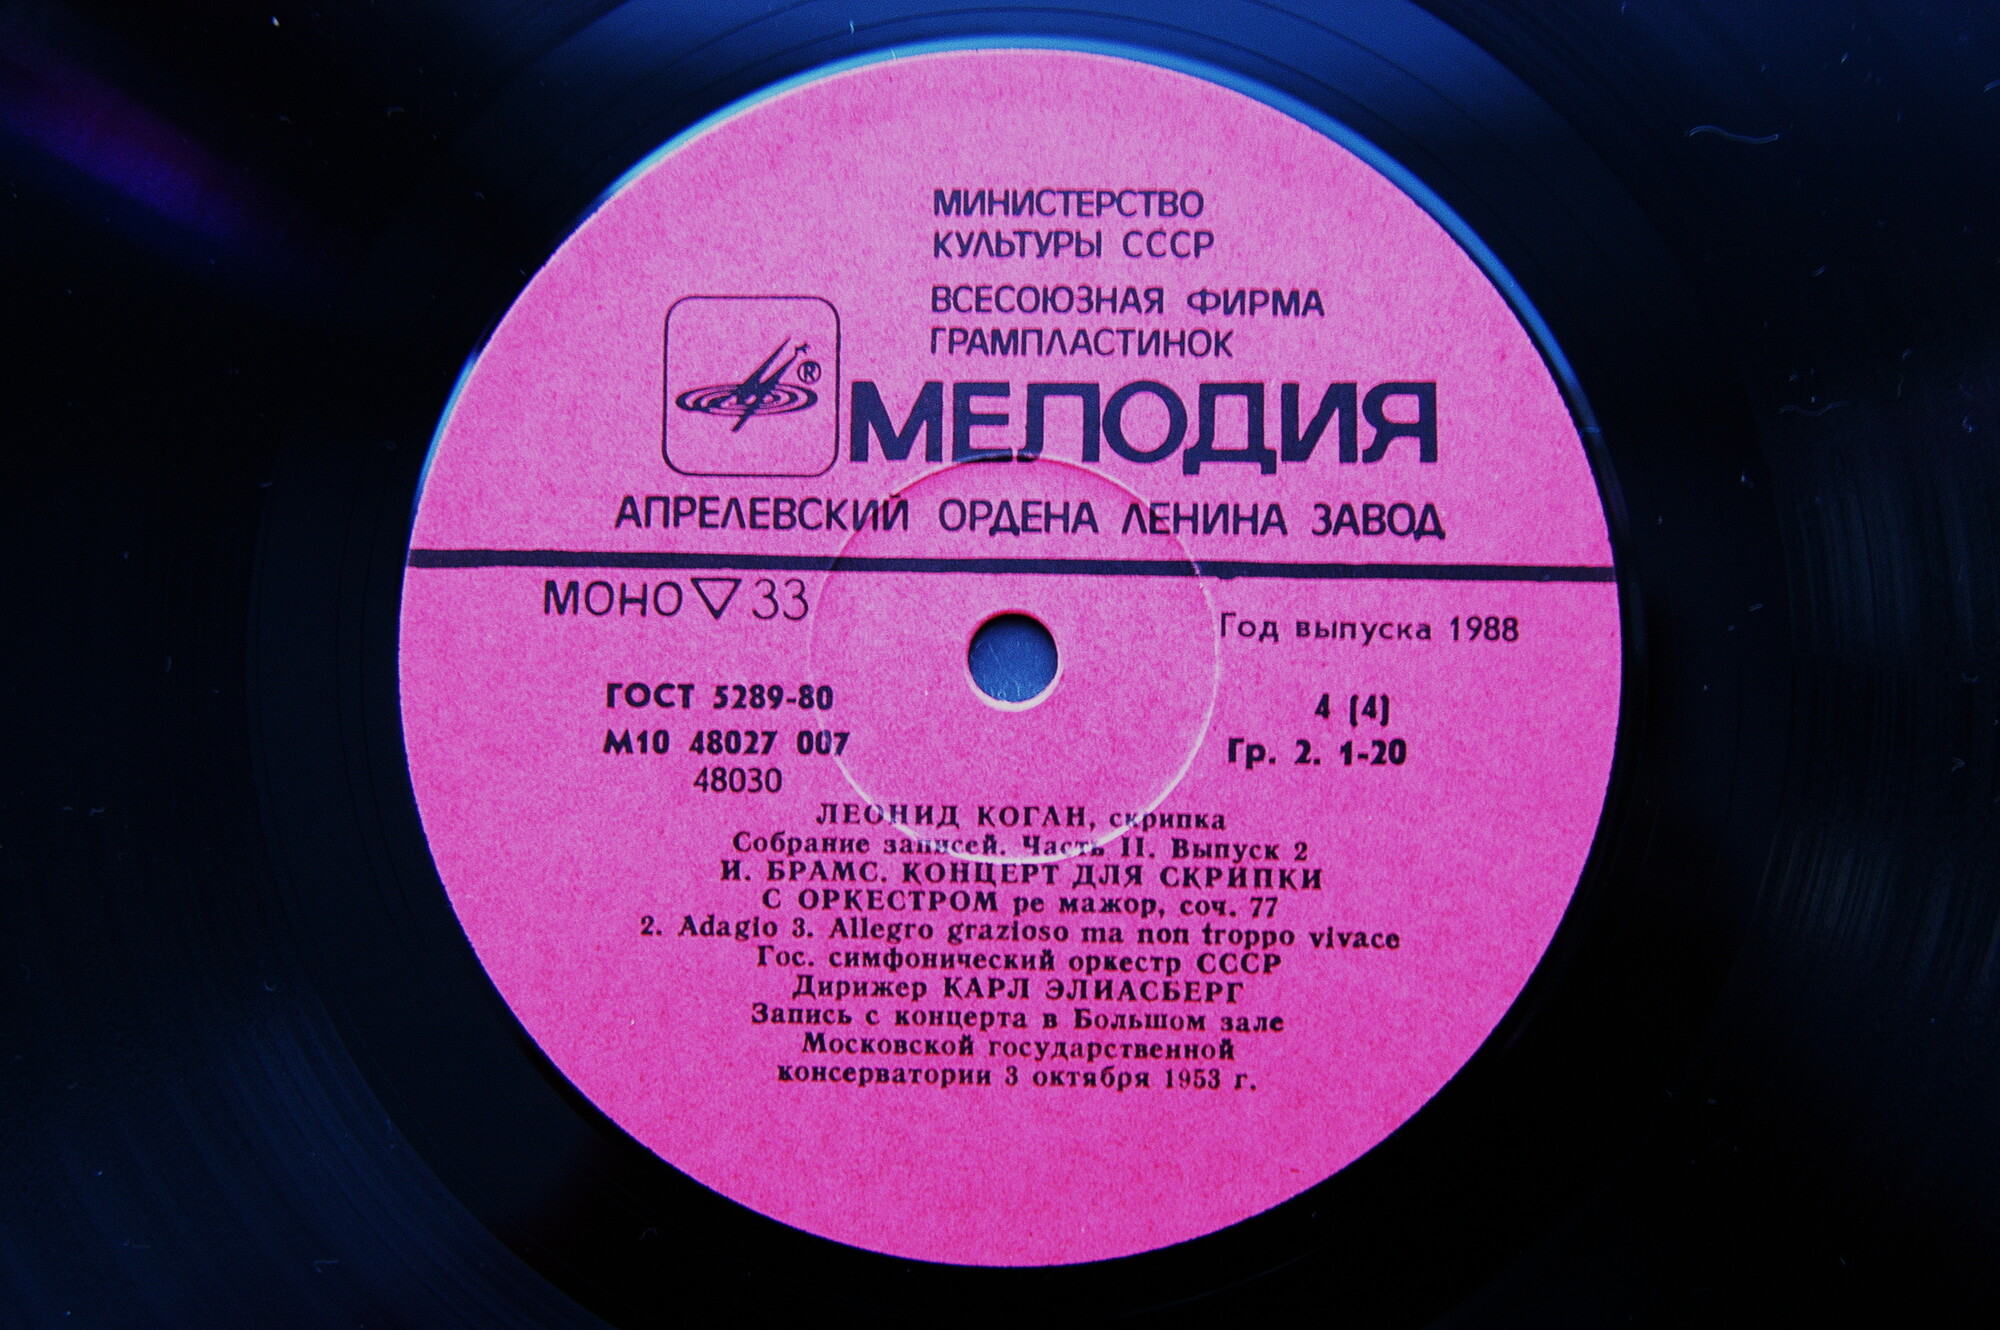 МИНИСТЕРСТВО
КУЛЬТУРЫ СССР
ВСЕСОЮЗНАЯ ФИРМА
ГРАМПЛАСТИНОК
®
МЕЛОДИЯ
АПРЕЛЕВСКИЙ ОРДЕНА ЛЕНИНА ЗАВОД
МОНО ▽ 33
Год выпуска 1988
ГОСТ 5289-80
4 (4)
М10 48027 007
Гр. 2. 1-20
48030
ЛЕОНИД КОГАН, скрипка
Собрание записей. Часть II. Выпуск 2
И. БРАМС. КОНЦЕРТ ДЛЯ СКРИПКИ
С ОРКЕСТРОМ ре мажор, соч. 77
2. Adagio 3. Allegro grazioso ma non troppo vivace
Гос. симфонический оркестр СССР
Дирижер КАРЛ ЭЛИАСБЕРГ
Запись с концерта в Большом зале
Московской государственной
консерватории 3 октября 1953 г.